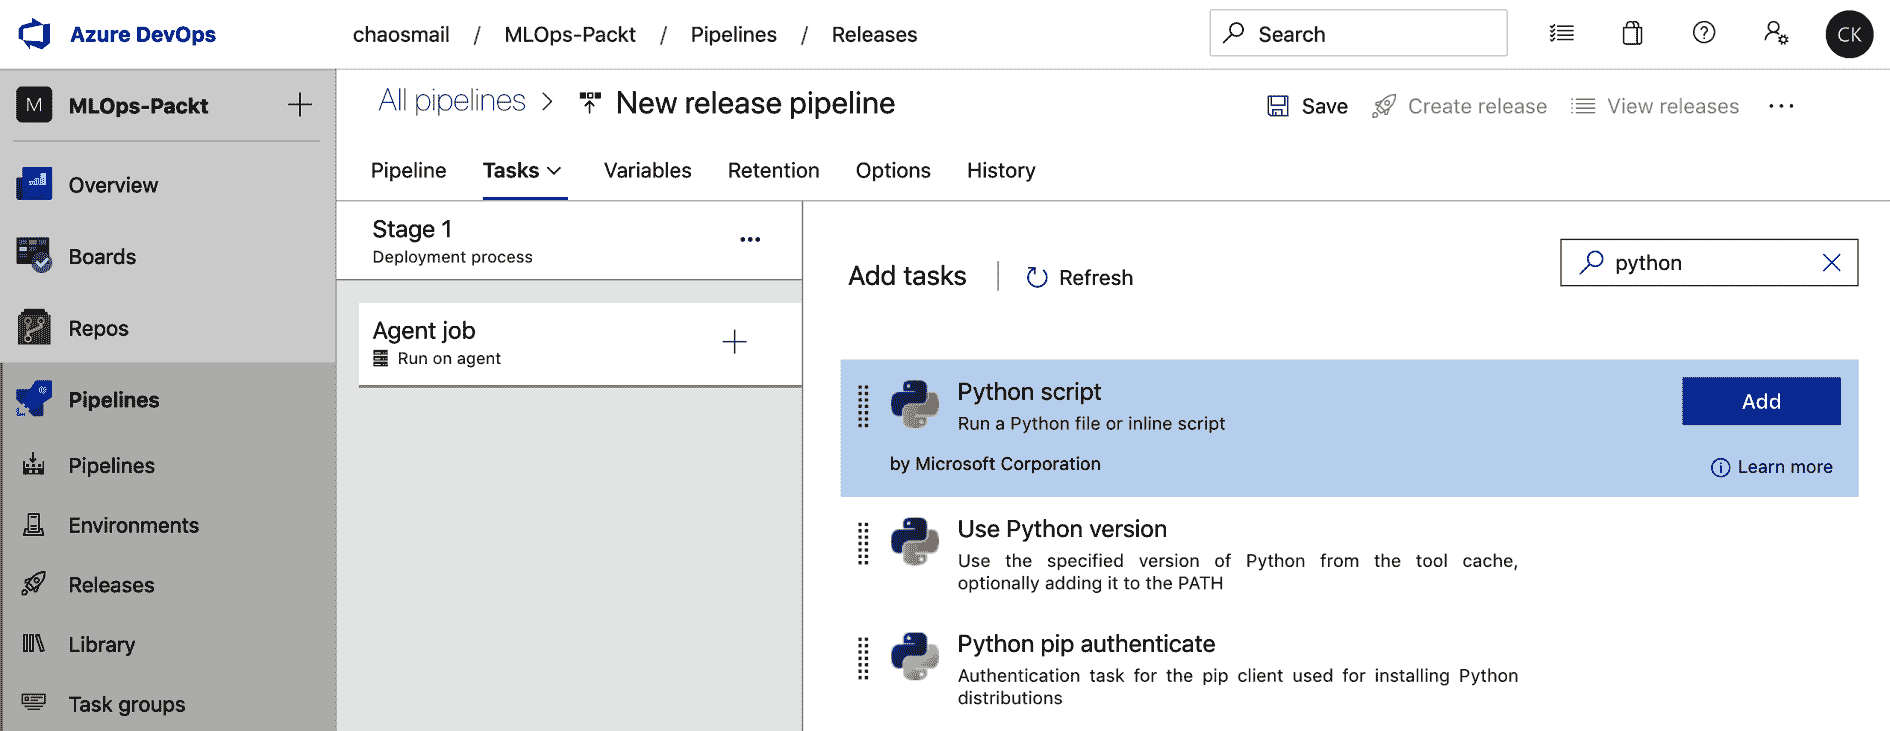 Azure DevOps
chaosmail / MLOps-Packt / Pipelines / Releases
Search
CK
M MLOps-Packt
Overview
Boards
Repos
Pipelines
Pipelines
Environments
Releases
Library
Task groups
All pipelines > New release pipeline
Save Create release View releases ...
Pipeline Tasks Variables Retention Options History
Stage 1
Deployment process
Agent job
Run on agent
Add tasks | Refresh
python
Python script
Run a Python file or inline script
by Microsoft Corporation
Add
Learn more
Use Python version
Use the specified version of Python from the tool cache,
optionally adding it to the PATH
Python pip authenticate
Authentication task for the pip client used for installing Python
distributions